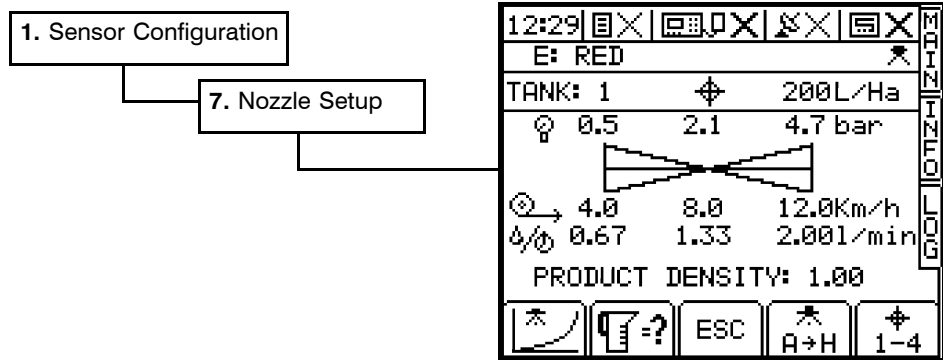 1. Sensor Configuration
7. Nozzle Setup
12:29
E: RED
TANK: 1 200L/Ha
0.5 2.1 4.7 bar
4.0 8.0 12.0Km/h
0.67 1.33 2.00l/min
PRODUCT DENSITY: 1.00
=? ESC A→H 1-4
MAIN
INFO
LOG